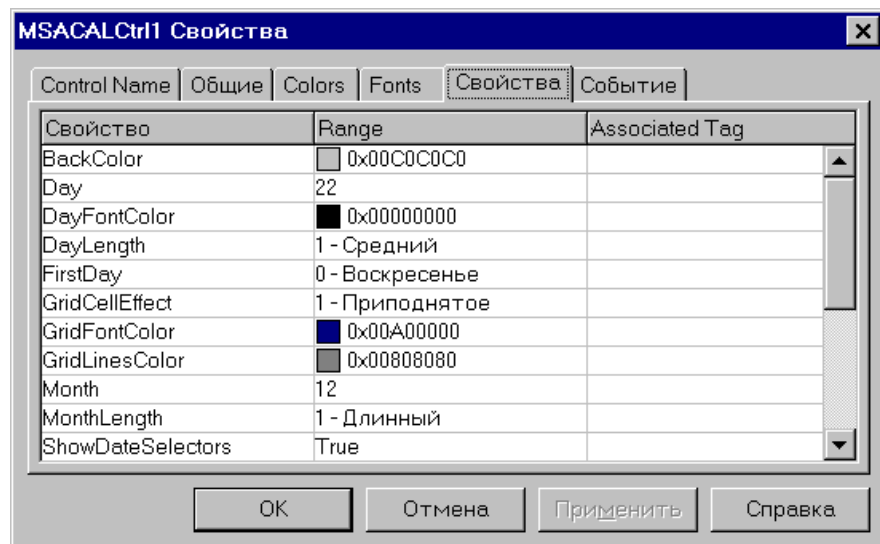 MSACALCtrl1 Свойства
Control Name Общие Colors Fonts Свойства Событие
Свойство Range Associated Tag
BackColor 0x00C0C0C0
Day 22
DayFontColor 0x00000000
DayLength 1 - Средний
FirstDay 0 - Воскресенье
GridCellEffect 1 - Приподнятое
GridFontColor 0x00A00000
GridLinesColor 0x00808080
Month 12
MonthLength 1 - Длинный
ShowDateSelectors True
OK Отмена Применить Справка